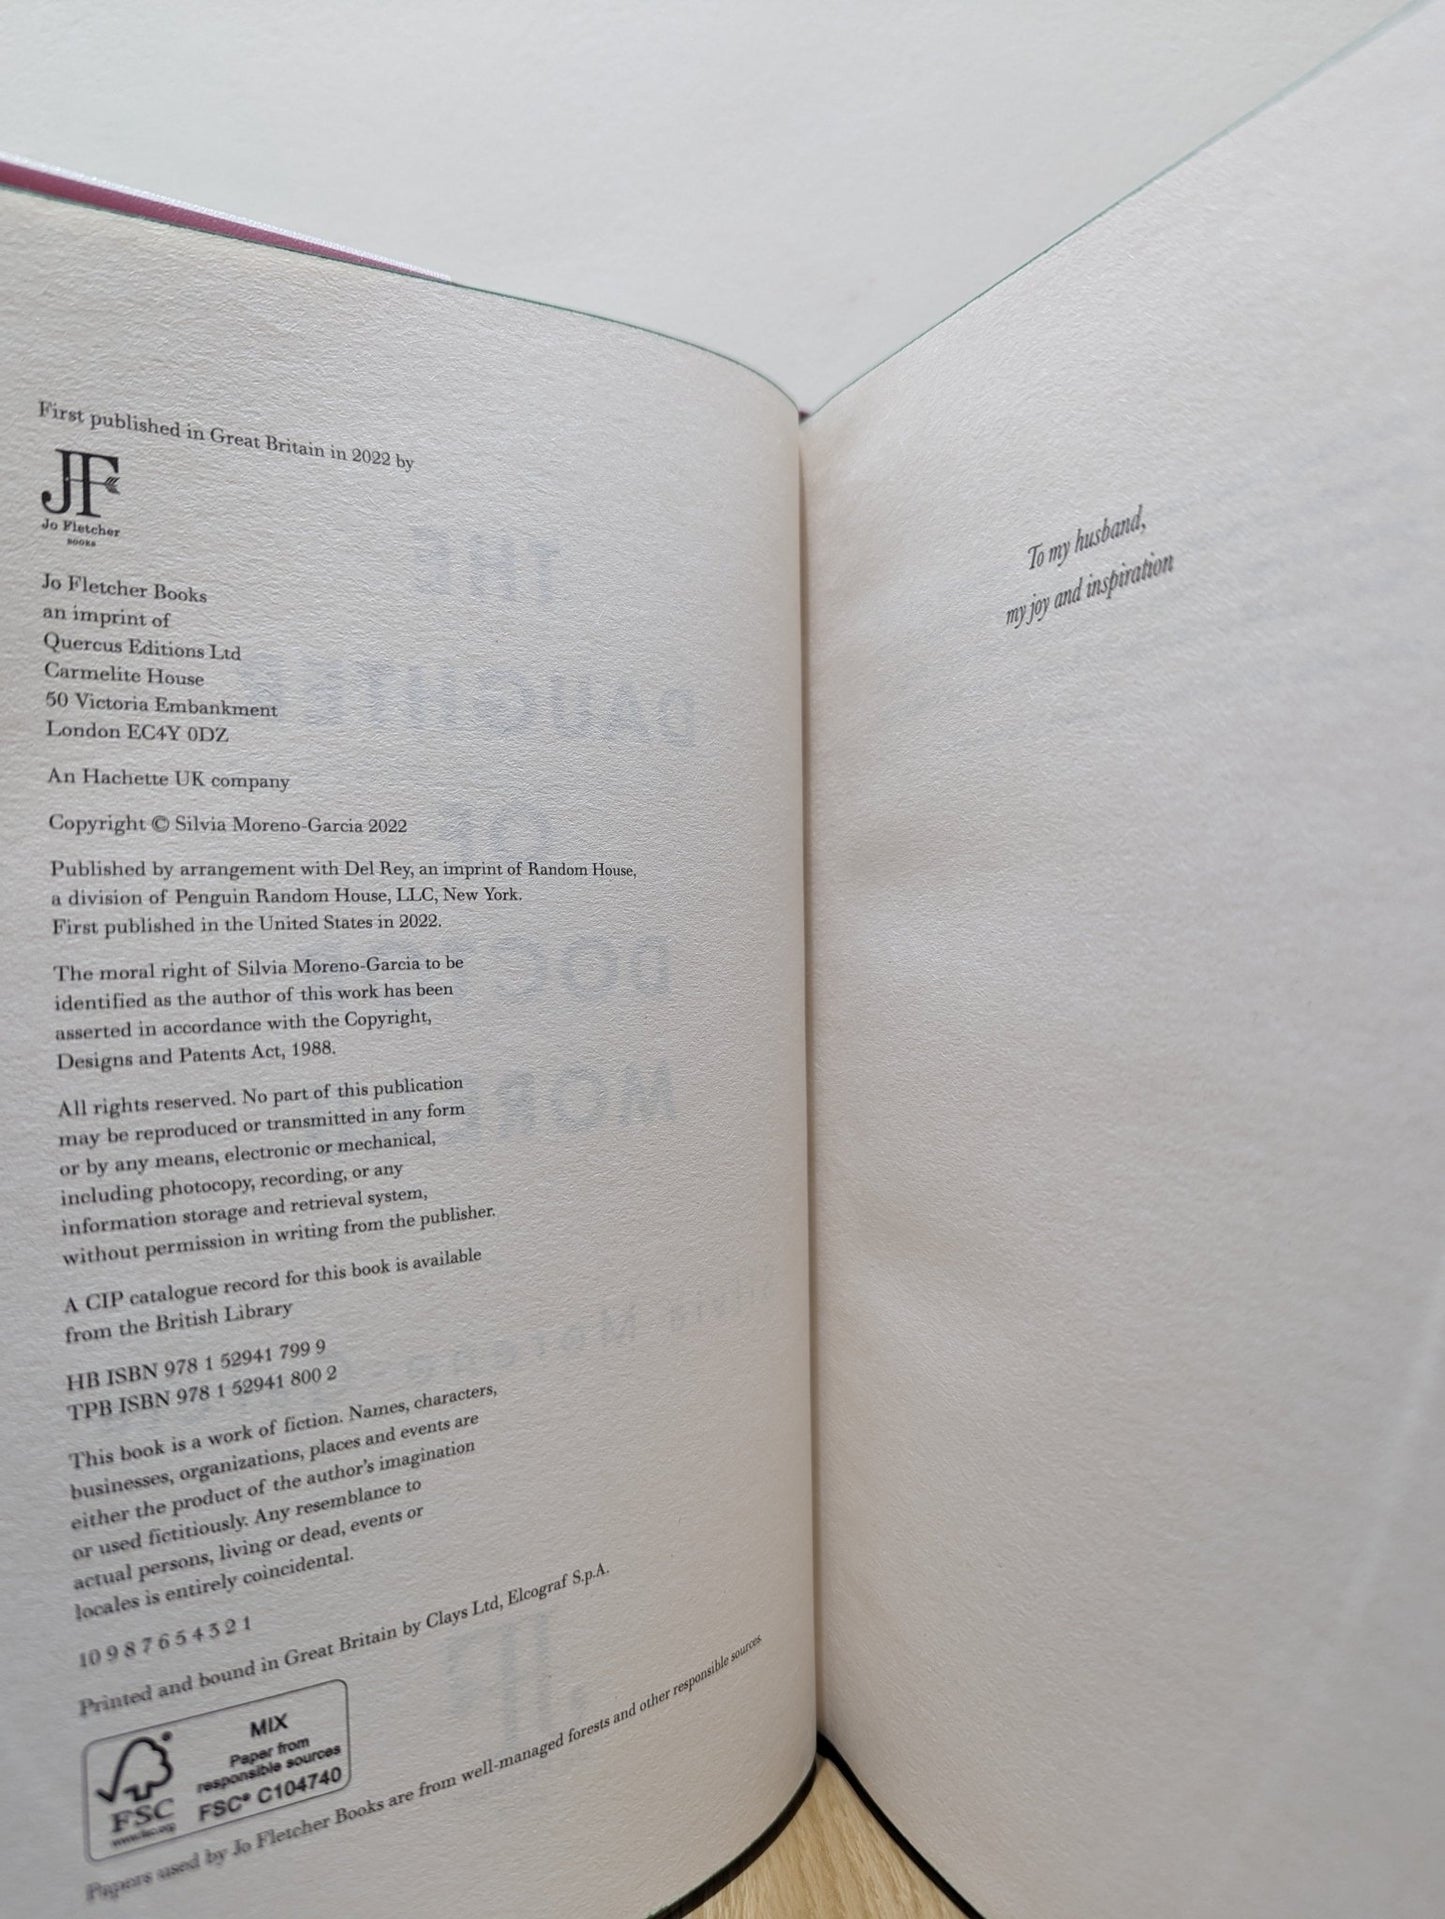 First published in Great Britain in 2022 by
JF
Jo Fletcher
BOOKS
Jo Fletcher Books
an imprint of
Quercus Editions Ltd
Carmelite House
50 Victoria Embankment
London EC4Y 0DZ
An Hachette UK company
Copyright © Silvia Moreno-Garcia 2022
Published by arrangement with Del Rey, an imprint of Random House,
a division of Penguin Random House, LLC, New York.
First published in the United States in 2022.
The moral right of Silvia Moreno-Garcia to be
identified as the author of this work has been
asserted in accordance with the Copyright,
Designs and Patents Act, 1988.
All rights reserved. No part of this publication
may be reproduced or transmitted in any form
or by any means, electronic or mechanical,
including photocopy, recording, or any
information storage and retrieval system,
without permission in writing from the publisher.
A CIP catalogue record for this book is available
from the British Library
HB ISBN 978 1 52941 799 9
TPB ISBN 978 1 52941 800 2
This book is a work of fiction. Names, characters,
businesses, organizations, places and events are
either the product of the author's imagination
or used fictitiously. Any resemblance to
actual persons, living or dead, events or
locales is entirely coincidental.
10 9 8 7 6 5 4 3 2 1
Printed and bound in Great Britain by Clays Ltd, Elcograf S.p.A.
MIX
Paper from
responsible sources
FSC® C104740
FSC
www.fsc.org
Papers used by Jo Fletcher Books are from well-managed forests and other responsible sources
To my husband,
my joy and inspiration